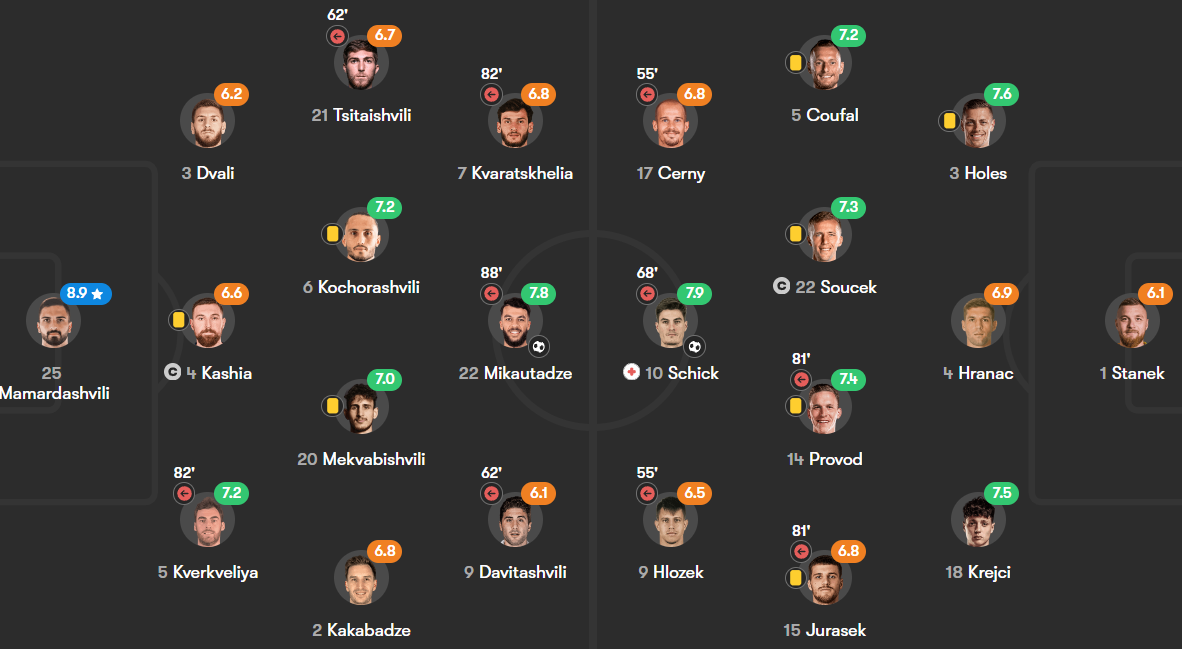 62'
6.7
21 Tsitaishvili
7.2
5 Coufal
82'
6.8
7 Kvaratskhelia
55'
6.8
17 Cerny
6.2
3 Dvali
7.6
3 Holes
7.2
6 Kochorashvili
7.3
C 22 Soucek
8.9
25
Mamardashvili
6.6
C 4 Kashia
88'
7.8
22 Mikautadze
68'
7.9
10 Schick
6.9
4 Hranac
6.1
1 Stanek
7.0
20 Mekvabishvili
81'
7.4
14 Provod
82'
7.2
5 Kverkveliya
62'
6.1
9 Davitashvili
55'
6.5
9 Hlozek
7.5
18 Krejci
6.8
2 Kakabadze
81'
6.8
15 Jurasek